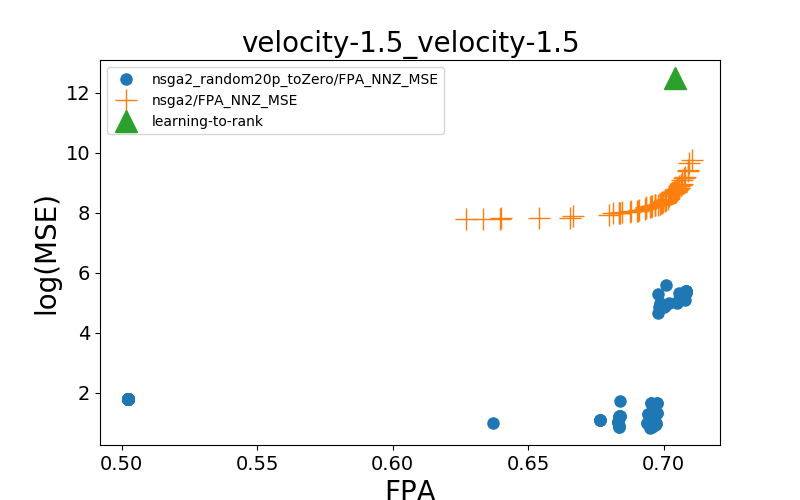 velocity-1.5_velocity-1.5
nsga2_random20p_toZero/FPA_NNZ_MSE
nsga2/FPA_NNZ_MSE
learning-to-rank
log(MSE)
12
10
8
6
4
2
0.50 0.55 0.60 0.65 0.70
FPA